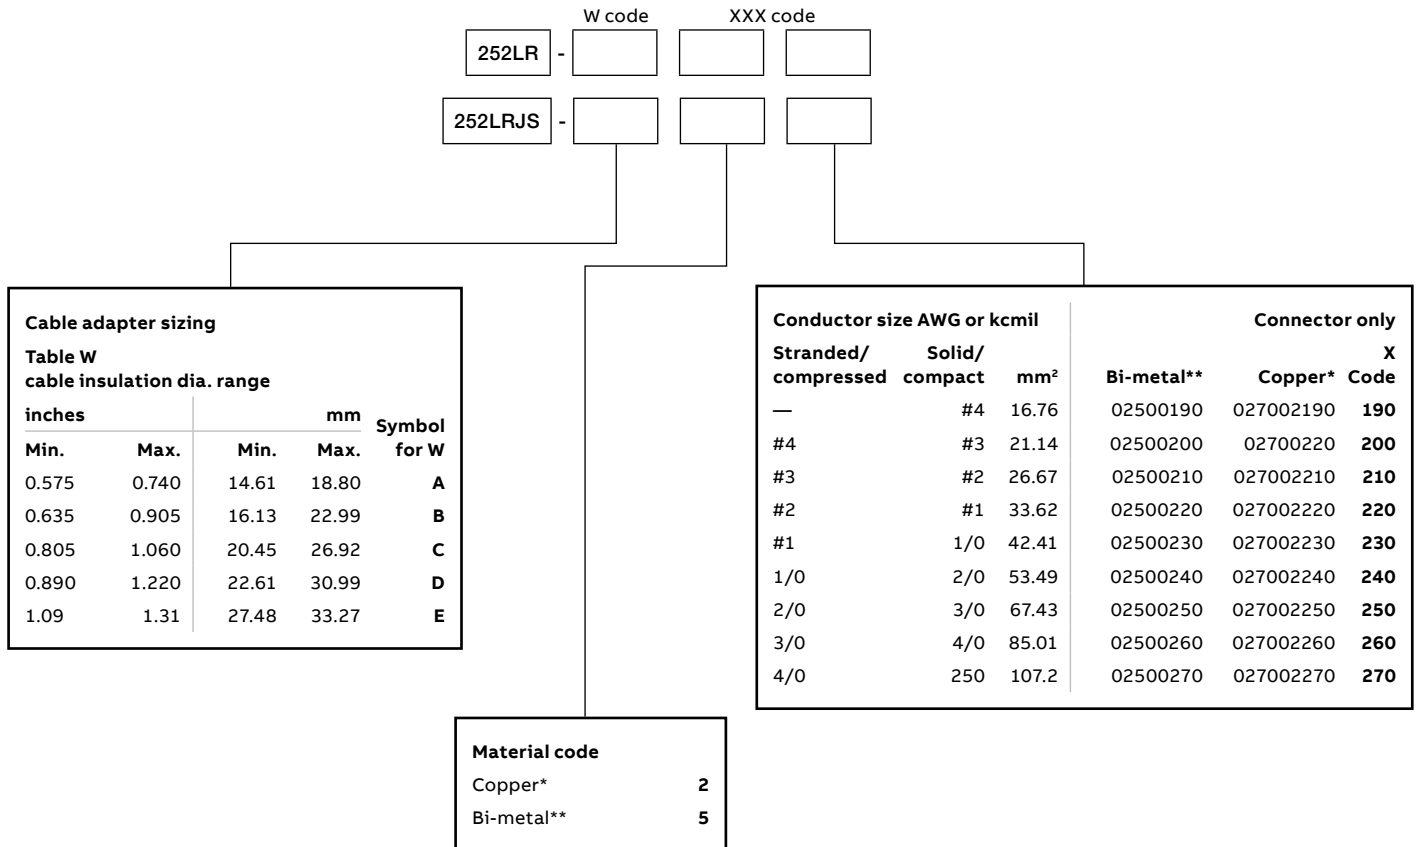 W code XXX code
252LR -
252LRJS -
Cable adapter sizing
Table W
cable insulation dia. range
inches mm Symbol
Min. Max. Min. Max. for W
0.575 0.740 14.61 18.80 A
0.635 0.905 16.13 22.99 B
0.805 1.060 20.45 26.92 C
0.890 1.220 22.61 30.99 D
1.09 1.31 27.48 33.27 E
Material code
Copper* 2
Bi-metal** 5
Conductor size AWG or kcmil Connector only
Stranded/ Solid/ X
compressed compact mm² Bi-metal** Copper* Code
— #4 16.76 02500190 027002190 190
#4 #3 21.14 02500200 02700220 200
#3 #2 26.67 02500210 027002210 210
#2 #1 33.62 02500220 027002220 220
#1 1/0 42.41 02500230 027002230 230
1/0 2/0 53.49 02500240 027002240 240
2/0 3/0 67.43 02500250 027002250 250
3/0 4/0 85.01 02500260 027002260 260
4/0 250 107.2 02500270 027002270 270